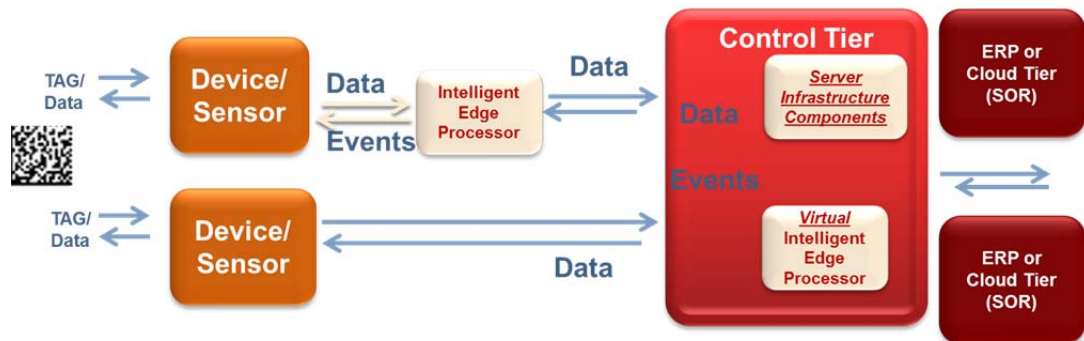 TAG/
Data
Device/
Sensor
Data
Events
Intelligent
Edge
Processor
Data
Control Tier
Server
Infrastructure
Components
Data
Events
Virtual
Intelligent
Edge
Processor
ERP or
Cloud Tier
(SOR)
TAG/
Data
Device/
Sensor
Data
ERP or
Cloud Tier
(SOR)